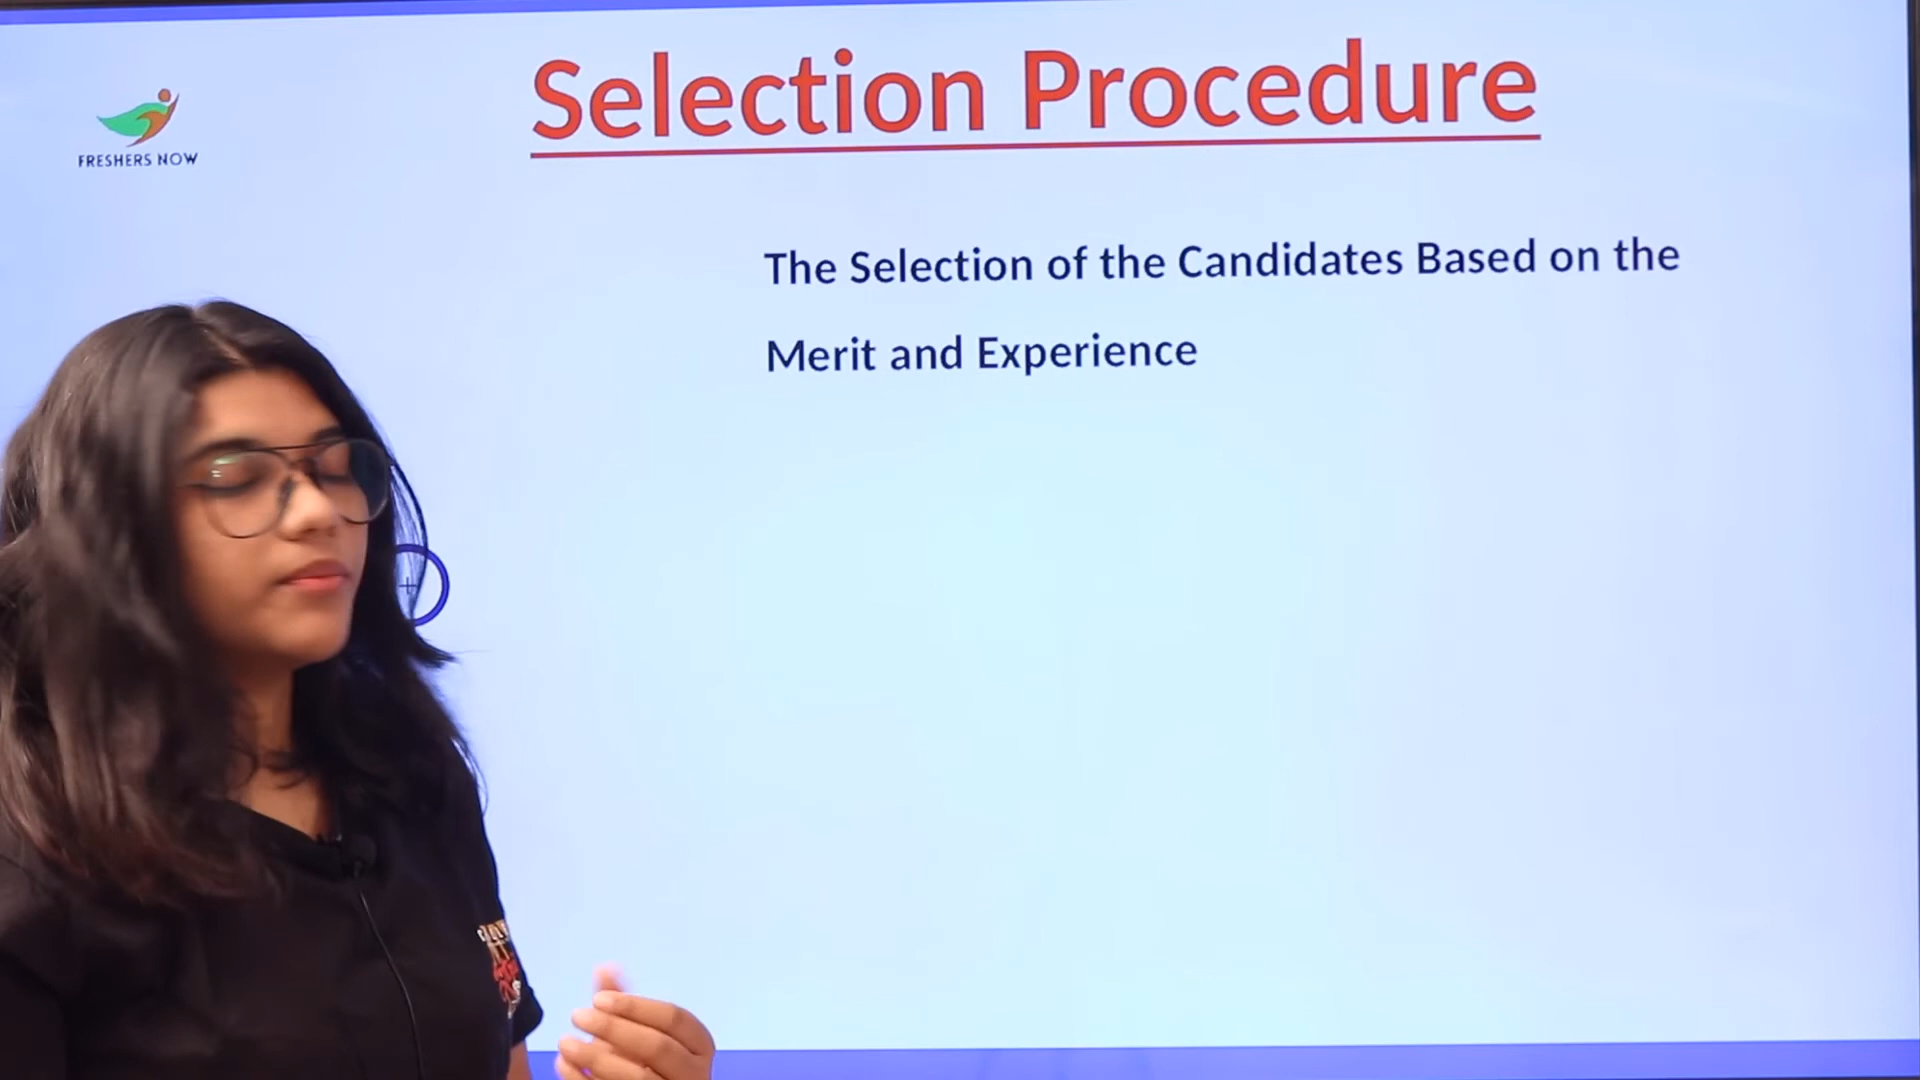 Selection Procedure
FRESHERS NOW
The Selection of the Candidates Based on the
Merit and Experience